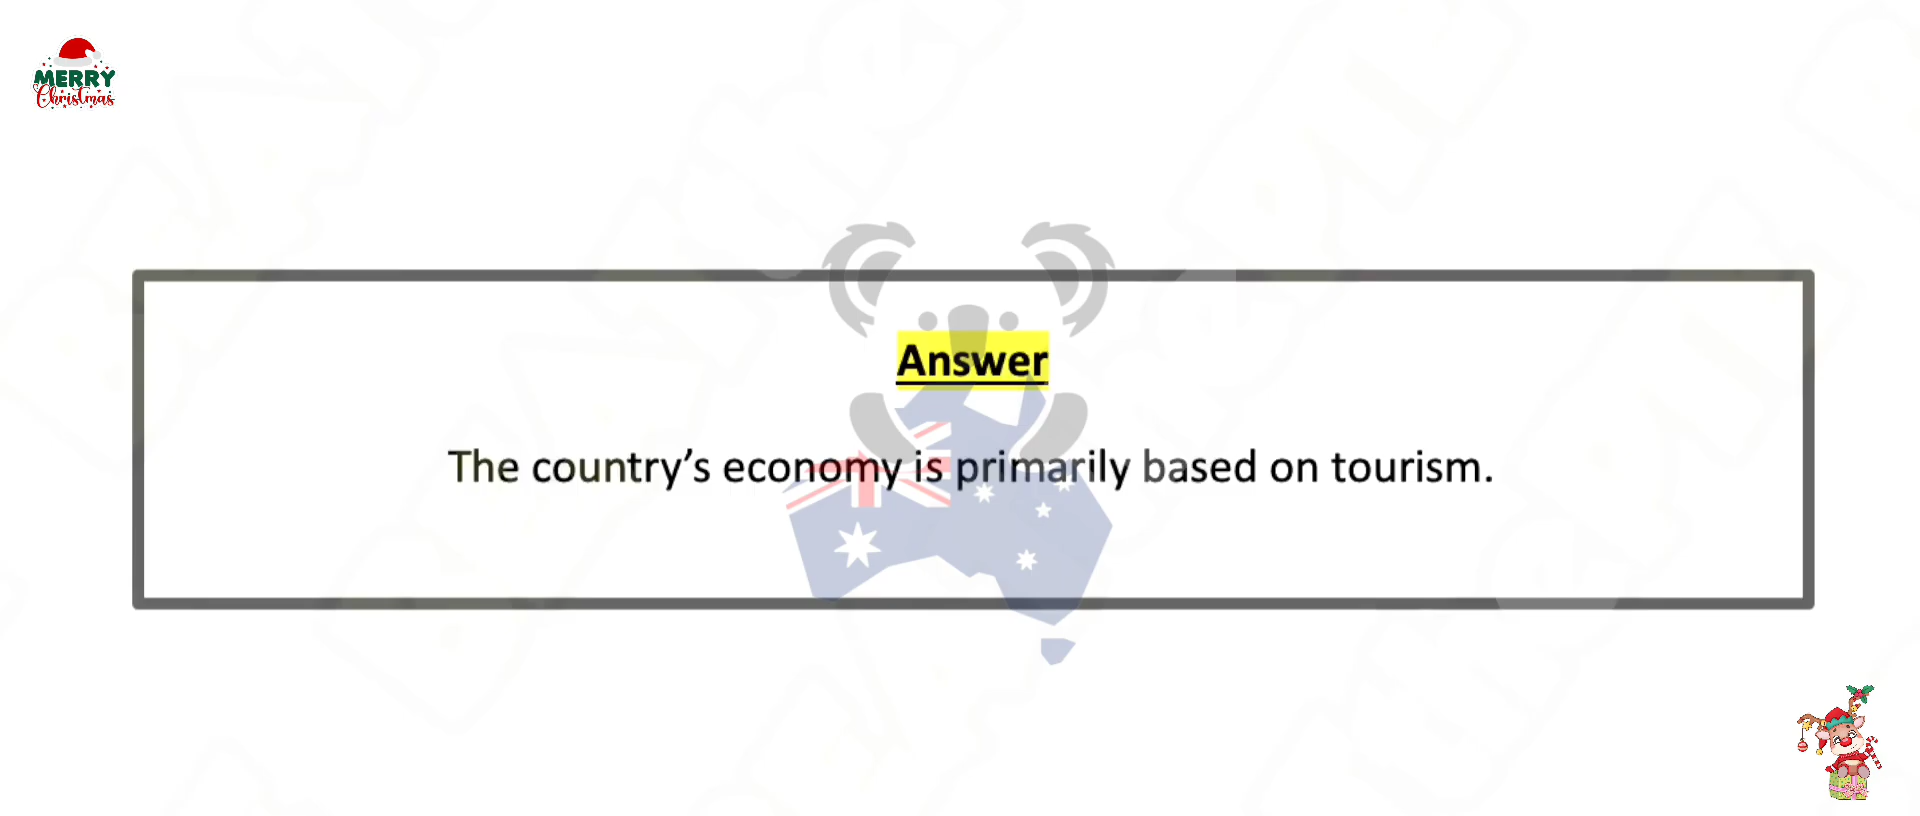 MERRY
Christmas
Answer
The country’s economy is primarily based on tourism.